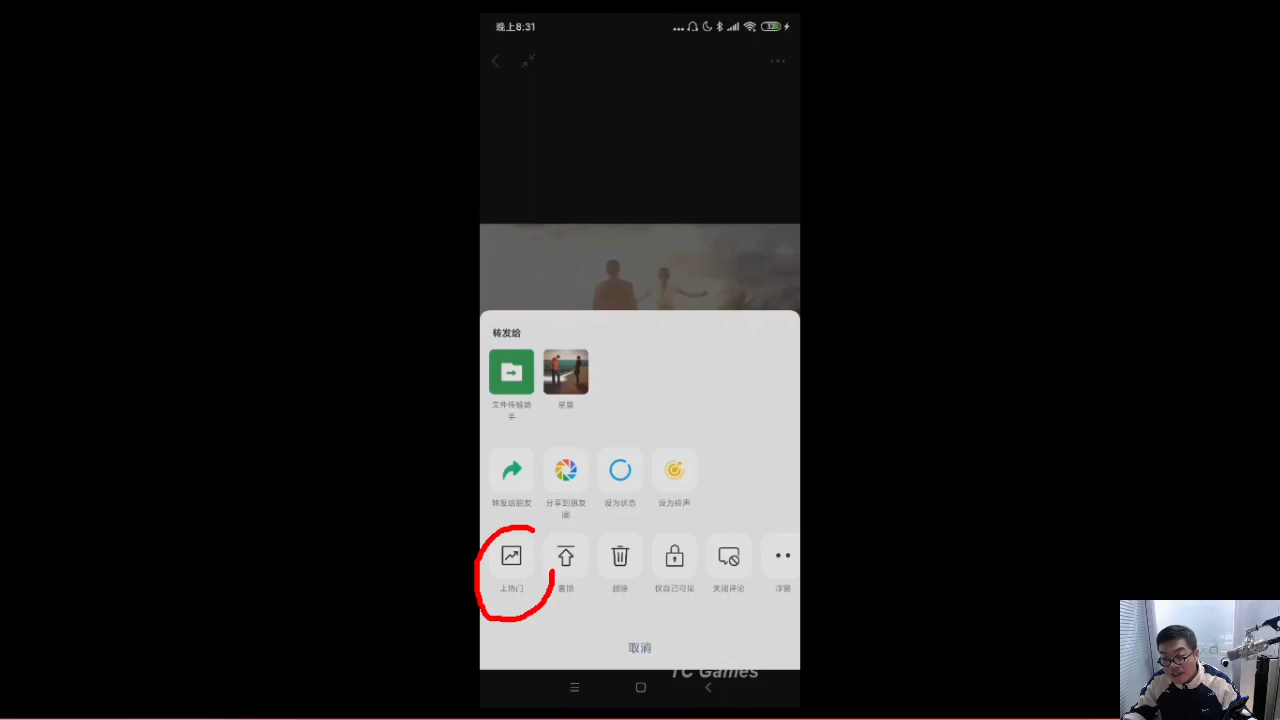 晚上8:31
转发给
文件传输助
手
星晨
转发给朋友
分享到朋友
圈
设为状态
设为铃声
上热门
置顶
删除
仅自己可见
关闭评论
浮窗
取消
TC Games